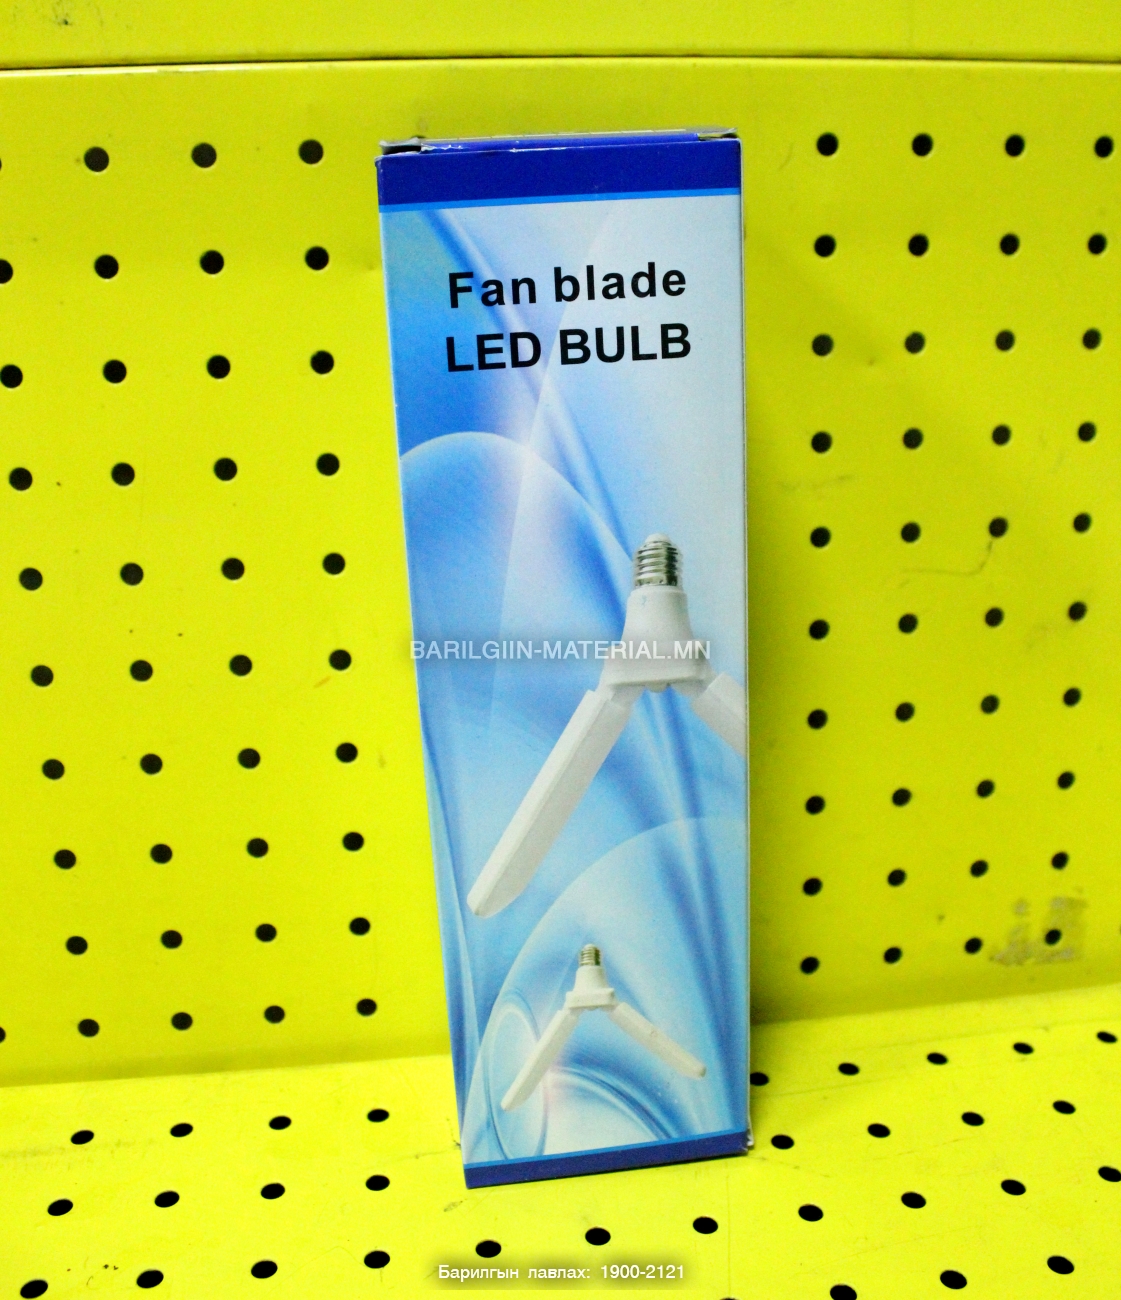 Fan blade
LED BULB
BARILGIIN-MATERIAL.MN
Барилгын лавлах: 1900-2121